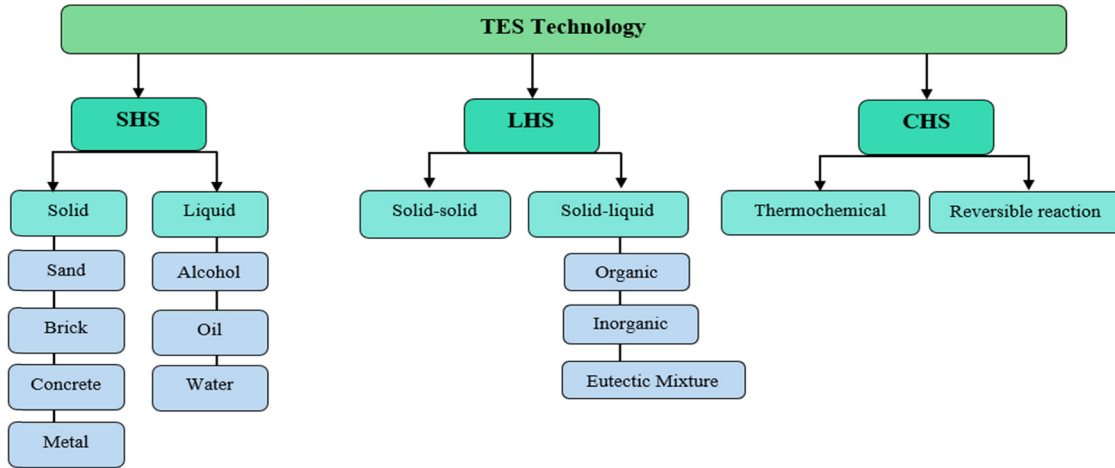 TES Technology
SHS
LHS
CHS
Solid
Liquid
Solid-solid
Solid-liquid
Thermochemical
Reversible reaction
Sand
Alcohol
Organic
Brick
Oil
Inorganic
Concrete
Water
Eutectic Mixture
Metal